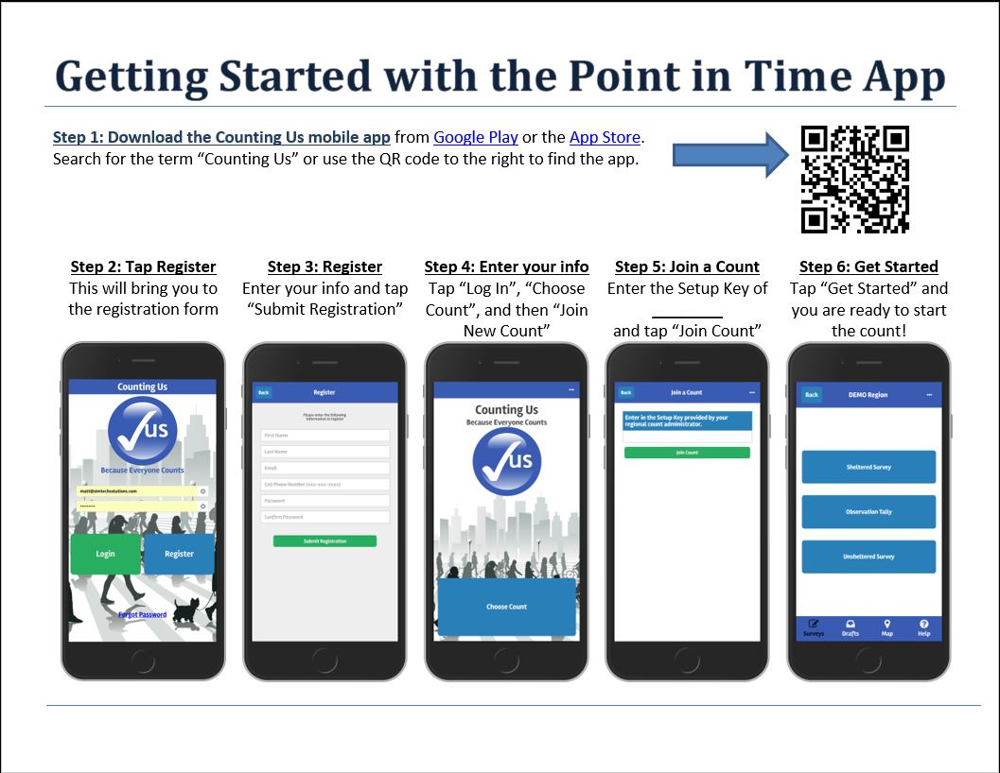 Getting Started with the Point in Time App
Step 1: Download the Counting Us mobile app from Google Play or the App Store.
Search for the term “Counting Us” or use the QR code to the right to find the app.
Step 2: Tap Register
This will bring you to
the registration form
Step 3: Register
Enter your info and tap
“Submit Registration”
Step 4: Enter your info
Tap “Log In”, “Choose
Count”, and then “Join
New Count”
Step 5: Join a Count
Enter the Setup Key of
________
and tap “Join Count”
Step 6: Get Started
Tap “Get Started” and
you are ready to start
the count!
Counting Us
us
Because Everyone Counts
matt@simtechsolutions.com
••••••••
Login
Register
Forgot Password
Back
Register
Please enter the following
information to register
First Name
Last Name
Email
Cell Phone Number (xxx-xxx-xxxx)
Password
Confirm Password
Submit Registration
Counting Us
Because Everyone Counts
us
Choose Count
Back
Join a Count
Enter in the Setup Key provided by your
regional count administrator.
Join Count
Back
DEMO Region
Sheltered Survey
Observation Tally
Unsheltered Survey
Surveys
Drafts
Map
Help